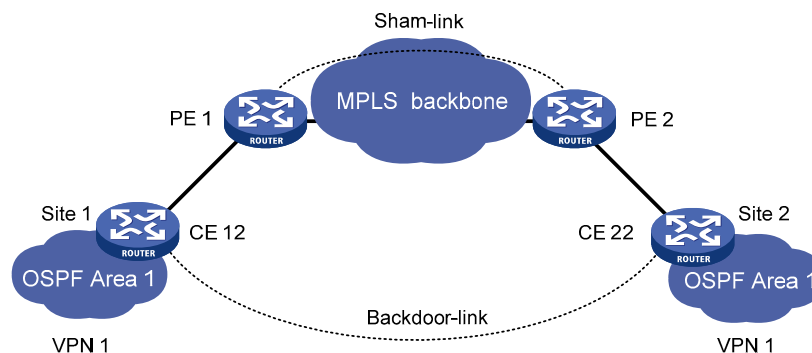 Sham-link
MPLS backbone
PE 1
PE 2
ROUTER
ROUTER
Site 1
CE 12
CE 22
Site 2
ROUTER
ROUTER
OSPF Area 1
OSPF Area 1
Backdoor-link
VPN 1
VPN 1